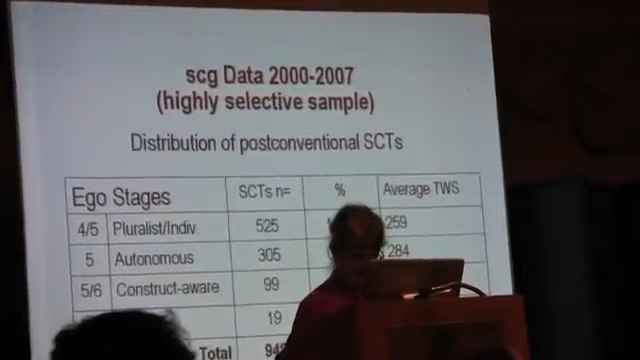 scg Data 2000-2007
(highly selective sample)
Distribution of postconventional SCTs
Ego Stages SCTs n= % Average TWS
4/5 Pluralist/Indiv. 525 259
5 Autonomous 305 284
5/6 Construct-aware 99
19
Total